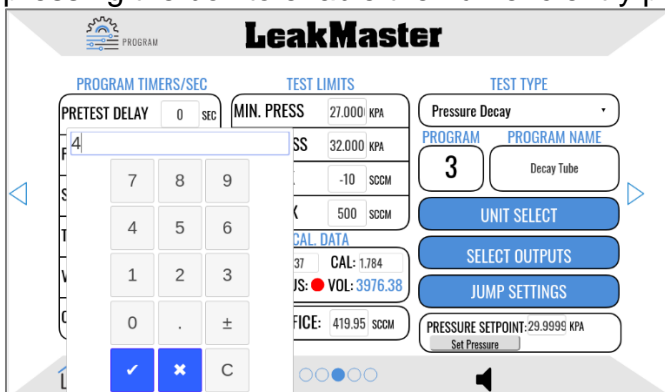 PROGRAM
LeakMaster
PROGRAM TIMERS/SEC
PRETEST DELAY 0 SEC
4
7 8 9
4 5 6
1 2 3
0 . ±
✔ ✖ C
TEST LIMITS
MIN. PRESS 27.000 KPA
SS 32.000 KPA
-10 SCCM
500 SCCM
CAL. DATA
37 CAL: 1.784
US: VOL: 3976.38
FICE: 419.95 SCCM
TEST TYPE
Pressure Decay
PROGRAM PROGRAM NAME
3 Decay Tube
UNIT SELECT
SELECT OUTPUTS
JUMP SETTINGS
PRESSURE SETPOINT: 29.9999 KPA
Set Pressure